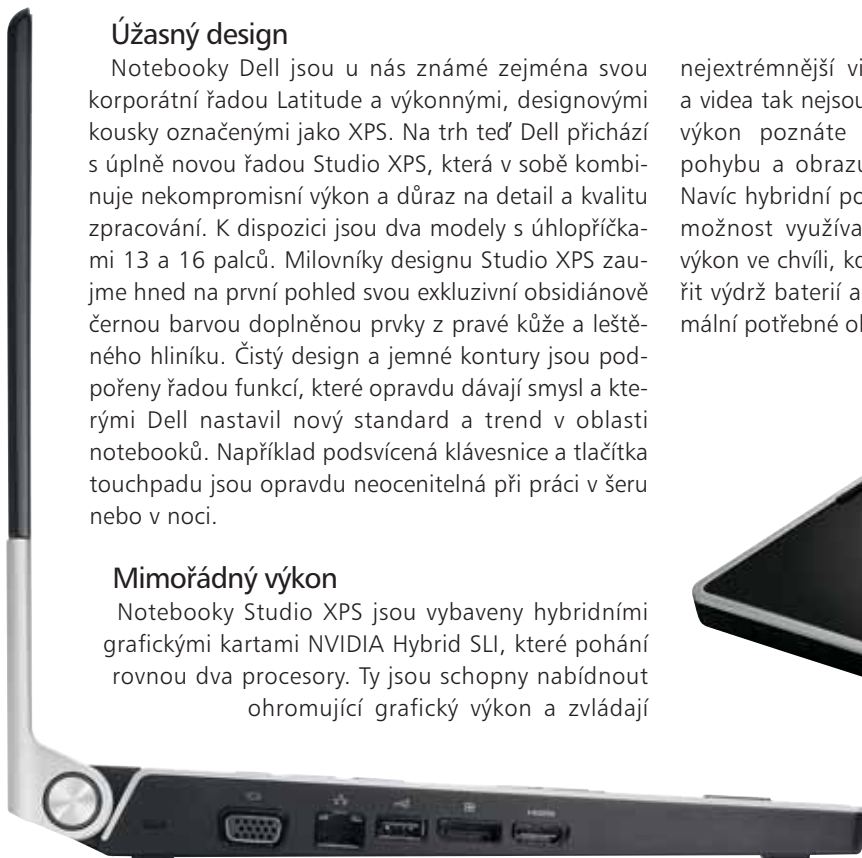 Úžasný design
Notebooky Dell jsou u nás známé zejména svou
korporátní řadou Latitude a výkonnými, designovými
kousky označenými jako XPS. Na trh teď Dell přichází
s úplně novou řadou Studio XPS, která v sobě kombi-
nuje nekompromisní výkon a důraz na detail a kvalitu
zpracování. K dispozici jsou dva modely s úhlopříčka-
mi 13 a 16 palců. Milovníky designu Studio XPS zau-
jme hned na první pohled svou exkluzivní obsidiánově
černou barvou doplněnou prvky z pravé kůže a leště-
ného hliníku. Čistý design a jemné kontury jsou pod-
pořeny řadou funkcí, které opravdu dávají smysl a kte-
rými Dell nastavil nový standard a trend v oblasti
notebooků. Například podsvícená klávesnice a tlačítka
touchpadu jsou opravdu neocenitelná při práci v šeru
nebo v noci.
Mimořádný výkon
Notebooky Studio XPS jsou vybaveny hybridními
grafickými kartami NVIDIA Hybrid SLI, které pohání
rovnou dva procesory. Ty jsou schopny nabídnout
ohromující grafický výkon a zvládají
nejextrémnější
a videa tak nejsou
výkon poznáte
pohybu a obrazu
Navíc hybridní
možnost
výkon ve chvíli,
řit výdrž baterií a
mální potřebné
HDMI